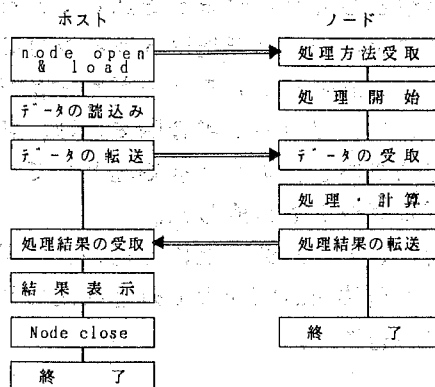 ホスト ノード
node open
& load
処理方法受取
処理開始
データの読込み
データの転送
データの受取
処理・計算
処理結果の受取
処理結果の転送
結果表示
Node close
終了
終了